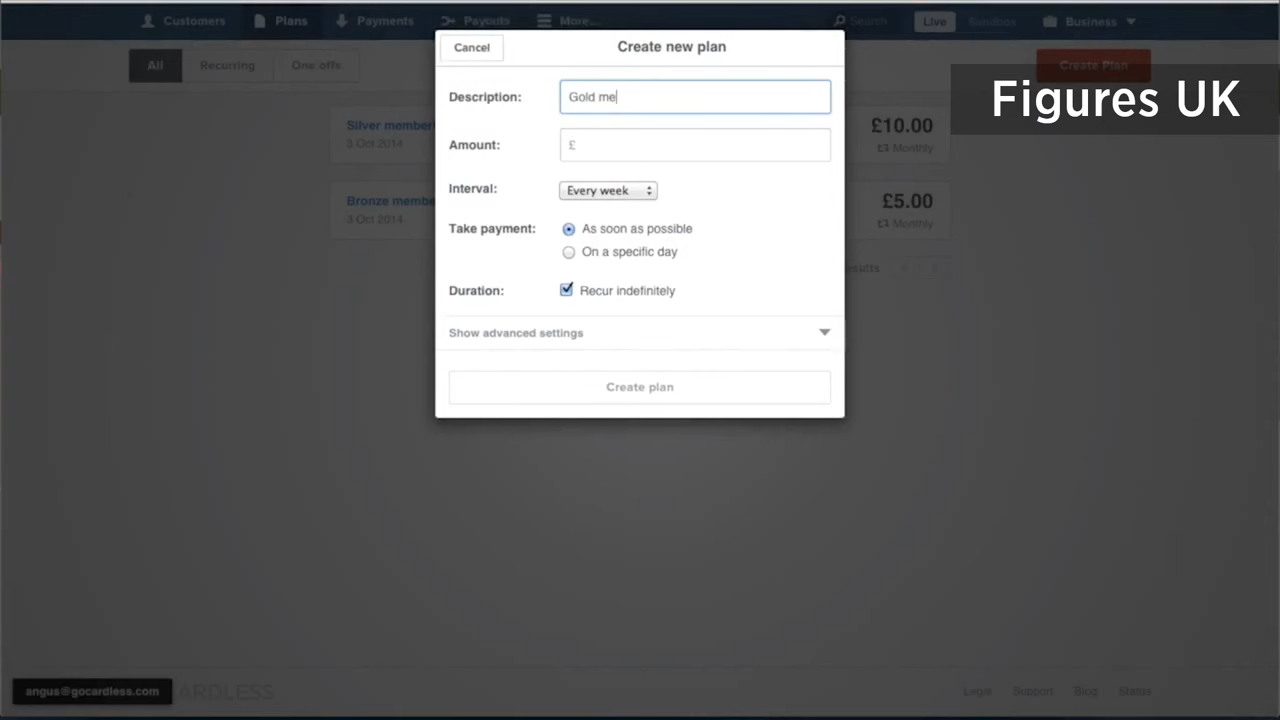 Customers Plans Payments Payouts More... Search Live Sandbox Business
All Recurring One offs Create Plan
Figures UK
Cancel Create new plan
Description: Gold me
Amount: £
Interval: Every week
Take payment: As soon as possible
On a specific day
Duration: Recur indefinitely
Show advanced settings
Create plan
Silver member £10.00
3 Oct 2014 Monthly
Bronze membe £5.00
3 Oct 2014 Monthly
esults
angus@gocardless.com ARDLESS Legal Support Blog Status